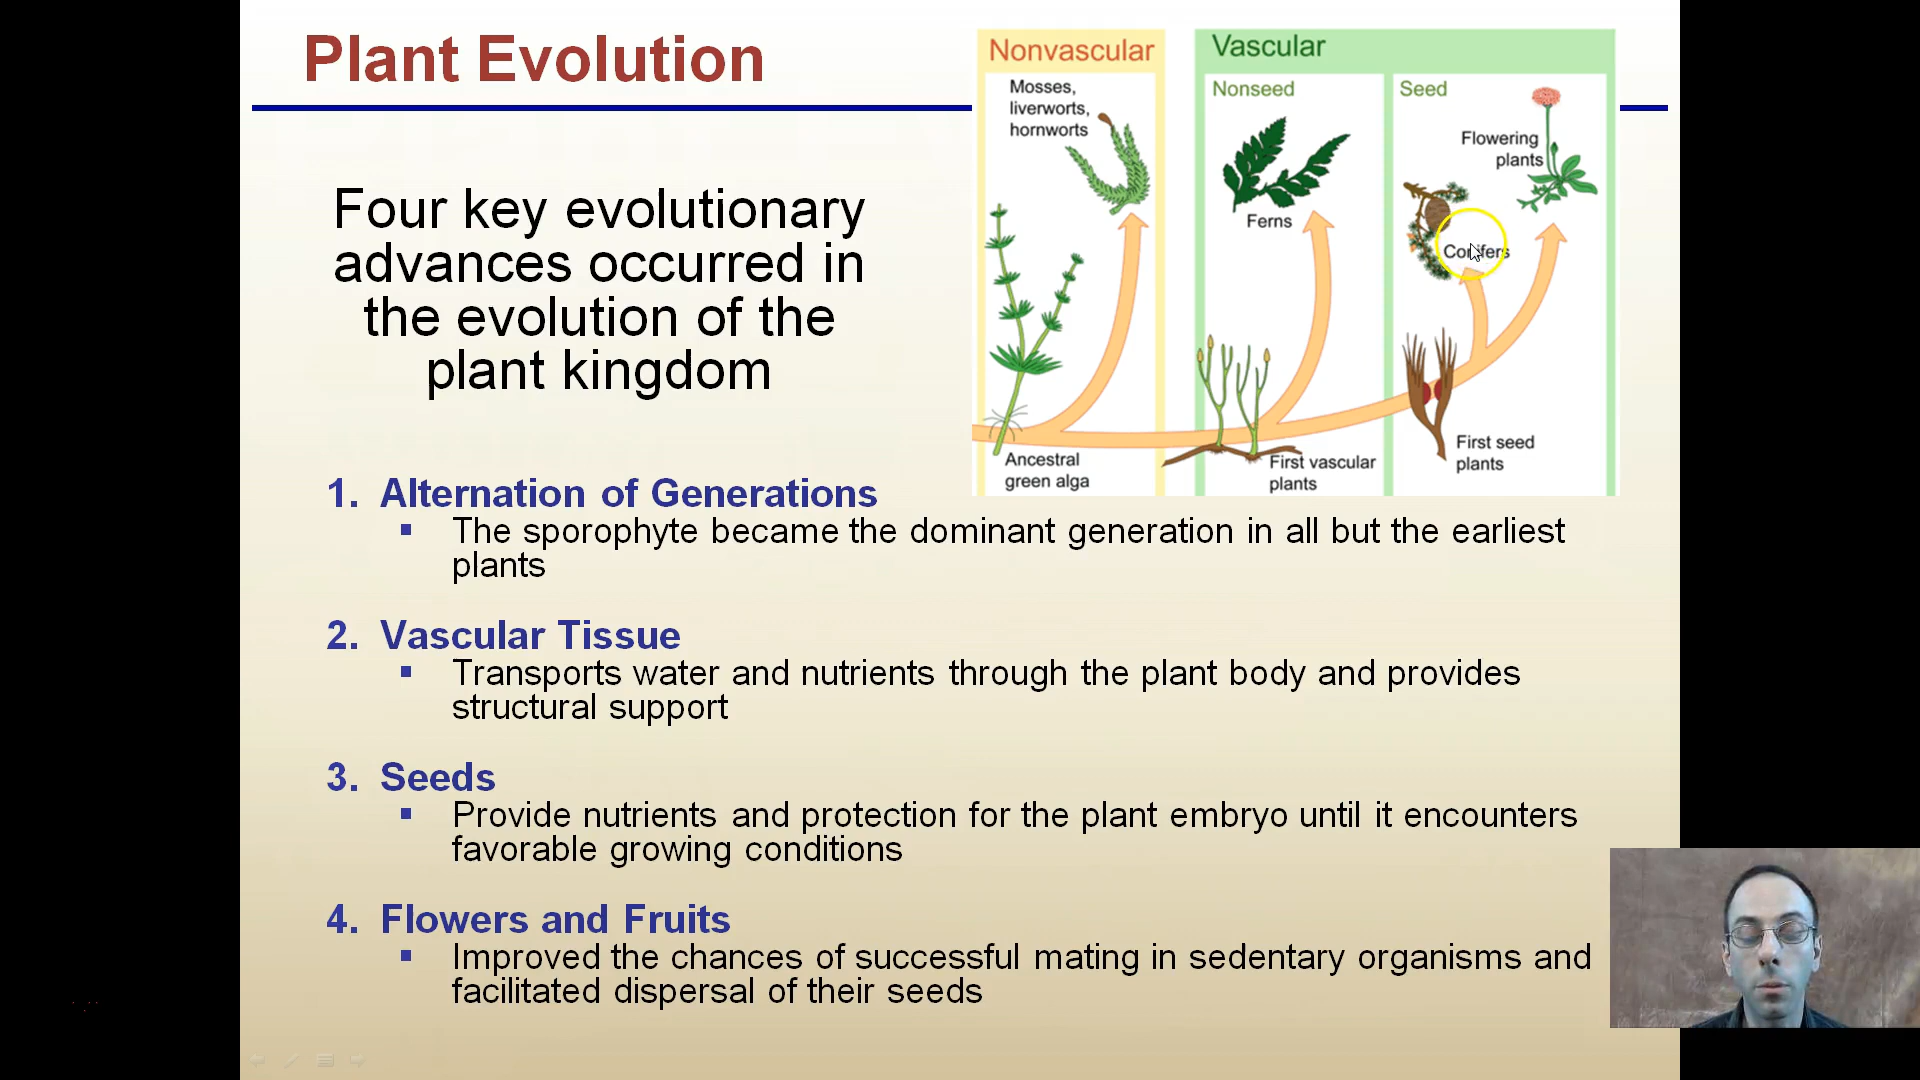 Plant Evolution
Four key evolutionary
advances occurred in
the evolution of the
plant kingdom
Nonvascular
Mosses,
liverworts,
hornworts
Ancestral
green alga
Vascular
Nonseed
Ferns
First vascular
plants
Seed
Flowering
plants
Conifers
First seed
plants
1. Alternation of Generations
▪ The sporophyte became the dominant generation in all but the earliest
plants
2. Vascular Tissue
▪ Transports water and nutrients through the plant body and provides
structural support
3. Seeds
▪ Provide nutrients and protection for the plant embryo until it encounters
favorable growing conditions
4. Flowers and Fruits
▪ Improved the chances of successful mating in sedentary organisms and
facilitated dispersal of their seeds